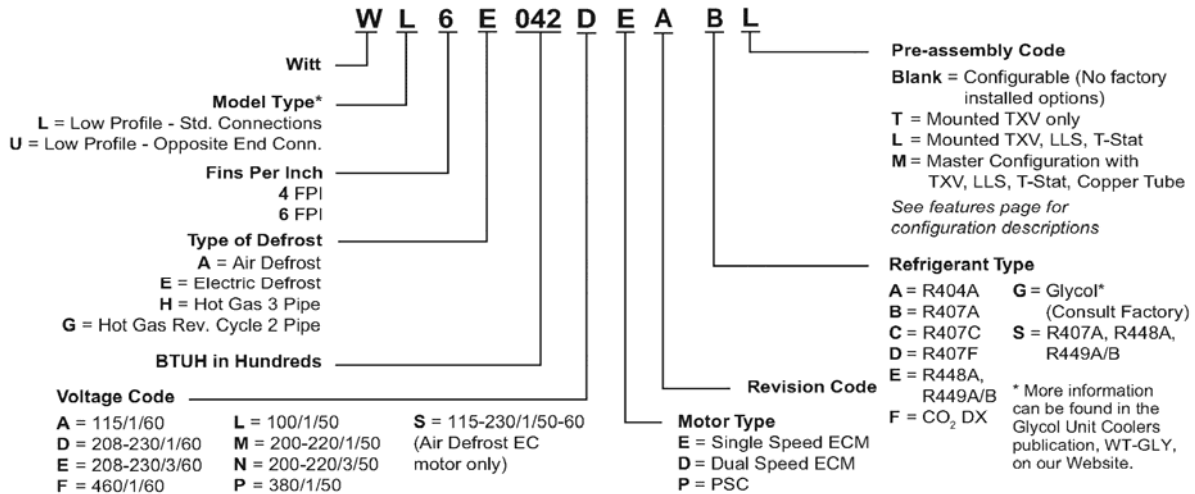 W L 6 E 042 D E A B L
Witt
Model Type*
L = Low Profile - Std. Connections
U = Low Profile - Opposite End Conn.
Fins Per Inch
4 FPI
6 FPI
Type of Defrost
A = Air Defrost
E = Electric Defrost
H = Hot Gas 3 Pipe
G = Hot Gas Rev. Cycle 2 Pipe
BTUH in Hundreds
Voltage Code
A = 115/1/60
D = 208-230/1/60
E = 208-230/3/60
F = 460/1/60
L = 100/1/50
M = 200-220/1/50
N = 200-220/3/50
P = 380/1/50
S = 115-230/1/50-60
(Air Defrost EC
motor only)
Motor Type
E = Single Speed ECM
D = Dual Speed ECM
P = PSC
Revision Code
Refrigerant Type
A = R404A
B = R407A
C = R407C
D = R407F
E = R448A,
R449A/B
F = CO₂ DX
G = Glycol*
(Consult Factory)
S = R407A, R448A,
R449A/B
* More information
can be found in the
Glycol Unit Coolers
publication, WT-GLY,
on our Website.
Pre-assembly Code
Blank = Configurable (No factory
installed options)
T = Mounted TXV only
L = Mounted TXV, LLS, T-Stat
M = Master Configuration with
TXV, LLS, T-Stat, Copper Tube
See features page for
configuration descriptions